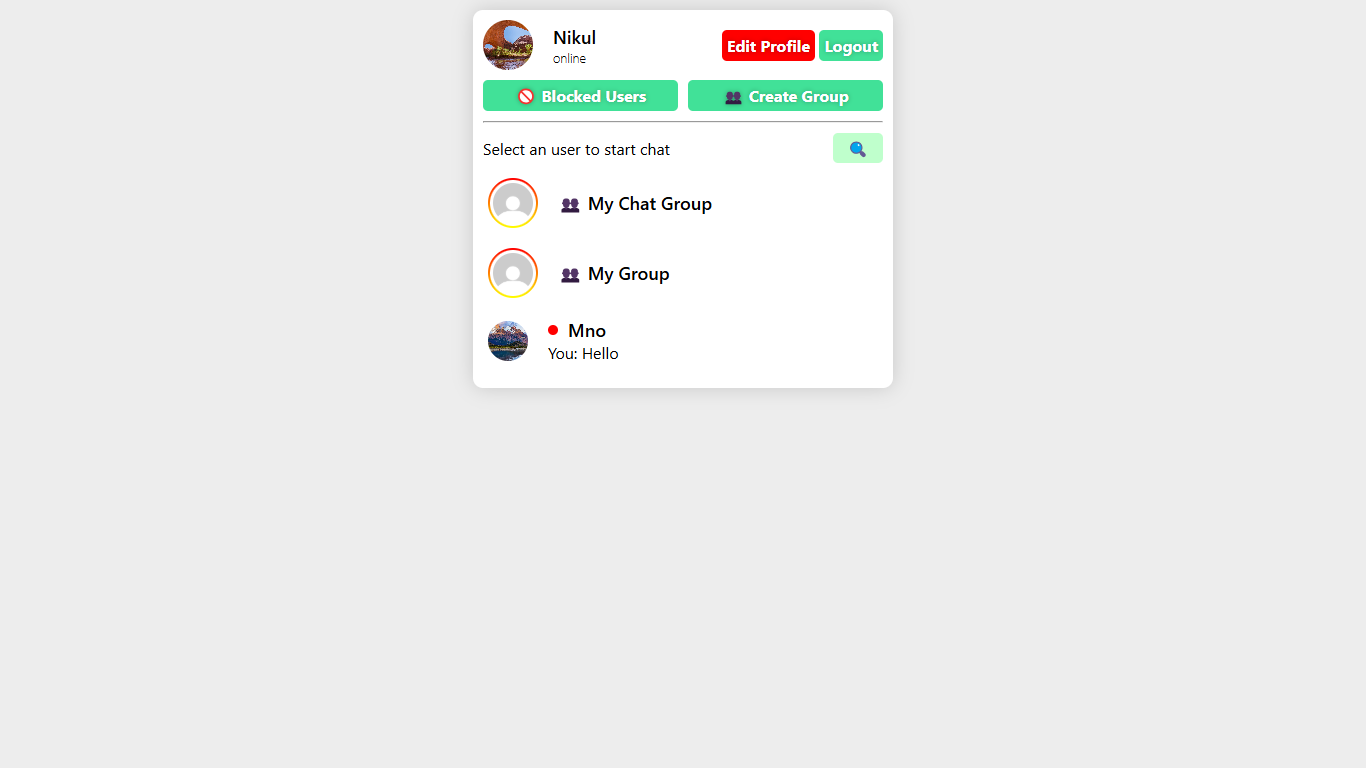 Nikul
online
Edit Profile
Logout
Blocked Users
Create Group
Select an user to start chat
My Chat Group
My Group
Mno
You: Hello